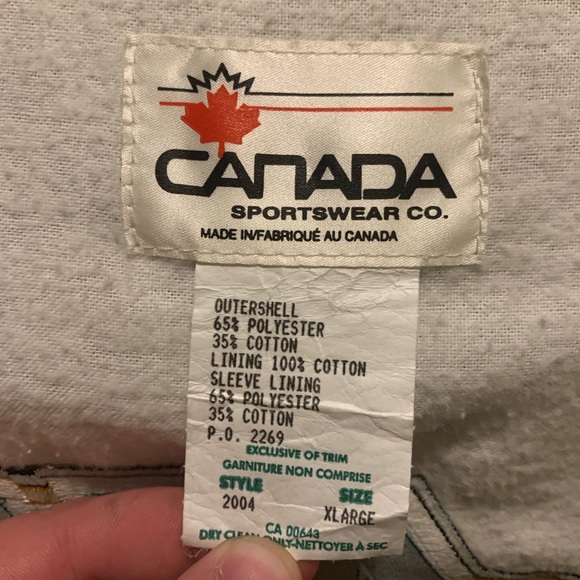 CANADA
SPORTSWEAR CO.
MADE IN/FABRIQUÉ AU CANADA
OUTERSHELL
65% POLYESTER
35% COTTON
LINING 100% COTTON
SLEEVE LINING
65% POLYESTER
35% COTTON
P.O. 2269
EXCLUSIVE OF TRIM
GARNITURE NON COMPRISE
STYLE SIZE
2004 XLARGE
CA 00643
DRY CLEAN ONLY-NETTOYER À SEC